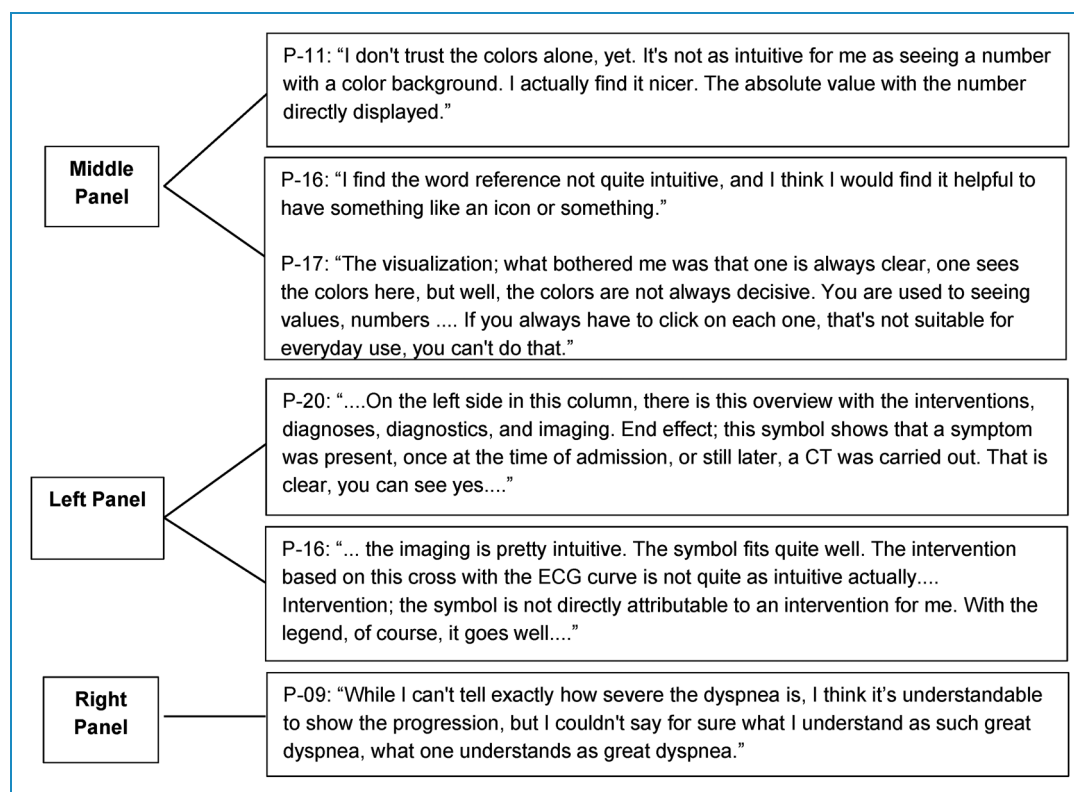 P-11: “I don't trust the colors alone, yet. It's not as intuitive for me as seeing a number
with a color background. I actually find it nicer. The absolute value with the number
directly displayed.”
Middle
Panel
P-16: “I find the word reference not quite intuitive, and I think I would find it helpful to
have something like an icon or something.”
P-17: “The visualization; what bothered me was that one is always clear, one sees
the colors here, but well, the colors are not always decisive. You are used to seeing
values, numbers .... If you always have to click on each one, that's not suitable for
everyday use, you can't do that.”
P-20: “....On the left side in this column, there is this overview with the interventions,
diagnoses, diagnostics, and imaging. End effect; this symbol shows that a symptom
was present, once at the time of admission, or still later, a CT was carried out. That is
clear, you can see yes....”
Left Panel
P-16: “... the imaging is pretty intuitive. The symbol fits quite well. The intervention
based on this cross with the ECG curve is not quite as intuitive actually....
Intervention; the symbol is not directly attributable to an intervention for me. With the
legend, of course, it goes well....”
Right
Panel
P-09: “While I can't tell exactly how severe the dyspnea is, I think it’s understandable
to show the progression, but I couldn't say for sure what I understand as such great
dyspnea, what one understands as great dyspnea.”